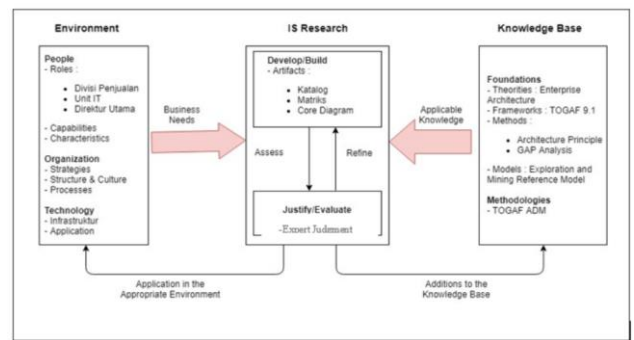 Environment
People
- Roles :
• Divisi Penjualan
• Unit IT
• Direktur Utama
- Capabilities
- Characteristics
Organization
- Strategies
- Structure & Culture
- Processes
Technology
- Infrastruktur
- Application
Business
Needs
IS Research
Develop/Build
- Artifacts :
• Katalog
• Matriks
• Core Diagram
Assess
Refine
Justify/Evaluate
-Expert Judment
Applicable
Knowledge
Knowledge Base
Foundations
- Theorities : Enterprise
Architecture
- Frameworks : TOGAF 9.1
- Methods :
• Architecture Principle
• GAP Analysis
- Models : Exploration and
Mining Reference Model
Methodologies
- TOGAF ADM
Application in the
Appropriate Environment
Additions to the
Knowledge Base